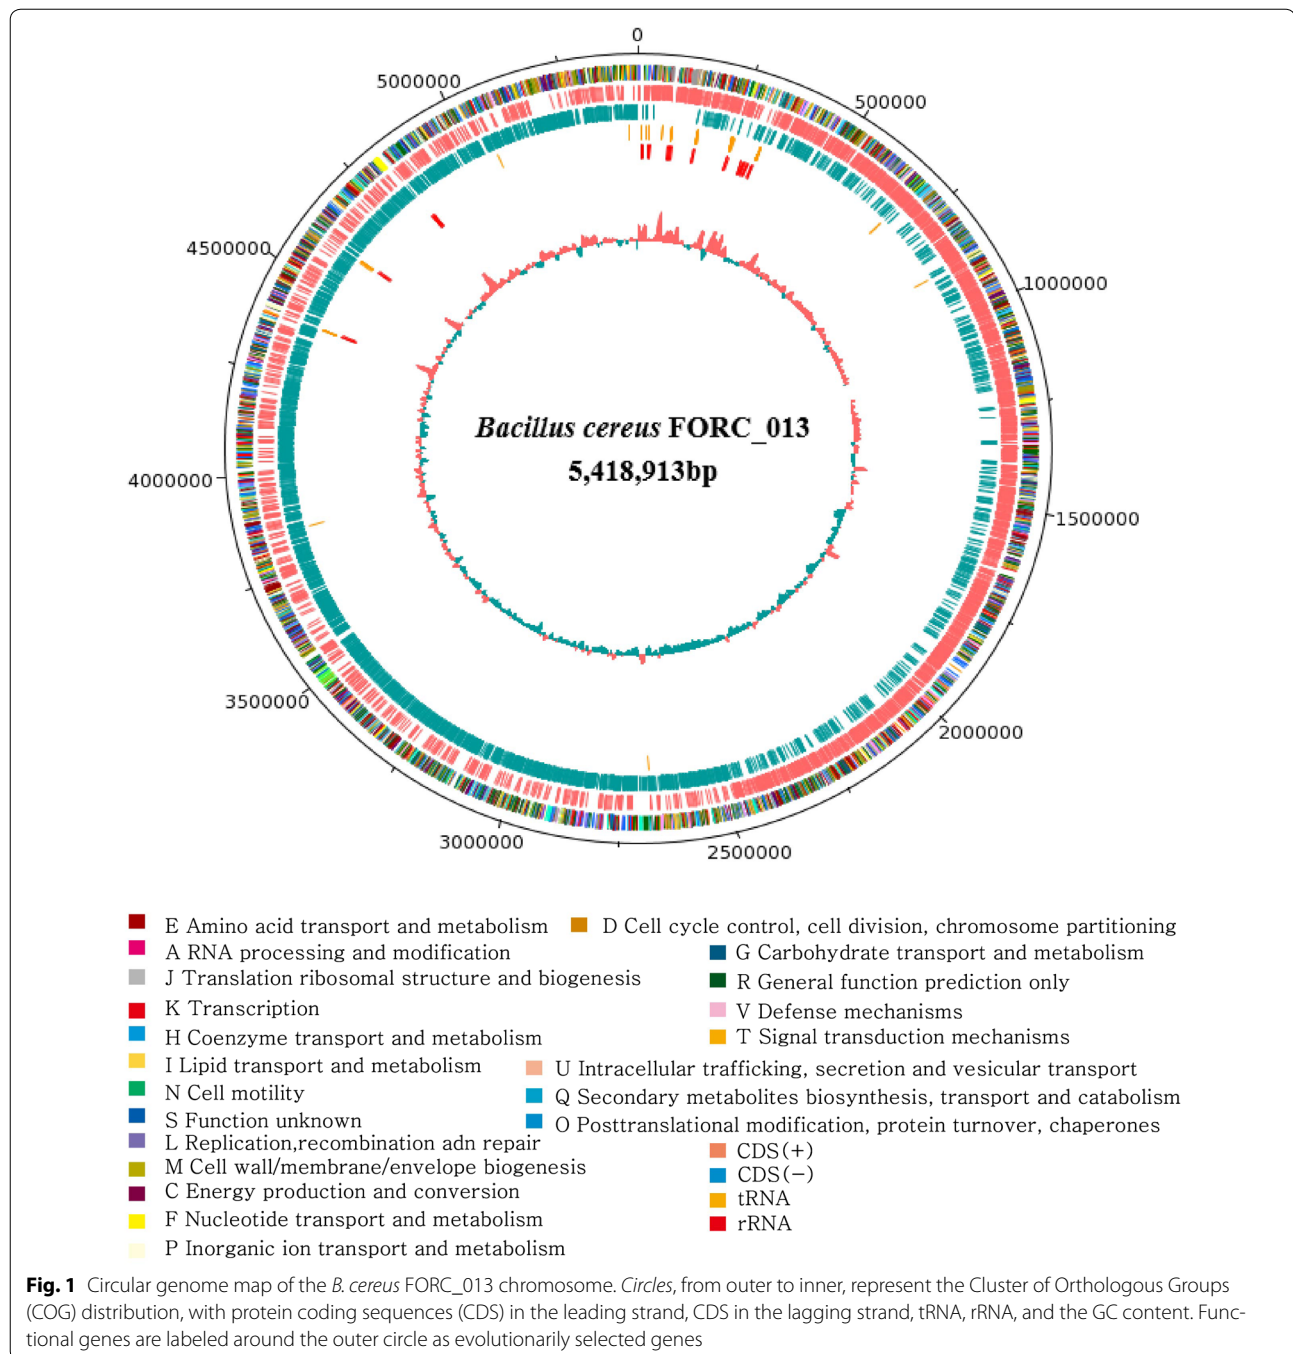 0
500000
1000000
1500000
2000000
2500000
3000000
3500000
4000000
4500000
5000000
Bacillus cereus FORC_013
5,418,913bp
E Amino acid transport and metabolism
D Cell cycle control, cell division, chromosome partitioning
A RNA processing and modification
G Carbohydrate transport and metabolism
J Translation ribosomal structure and biogenesis
R General function prediction only
K Transcription
V Defense mechanisms
H Coenzyme transport and metabolism
T Signal transduction mechanisms
I Lipid transport and metabolism
U Intracellular trafficking, secretion and vesicular transport
N Cell motility
Q Secondary metabolites biosynthesis, transport and catabolism
S Function unknown
O Posttranslational modification, protein turnover, chaperones
L Replication,recombination adn repair
CDS(+)
M Cell wall/membrane/envelope biogenesis
CDS(−)
C Energy production and conversion
tRNA
F Nucleotide transport and metabolism
rRNA
P Inorganic ion transport and metabolism
Fig. 1 Circular genome map of the B. cereus FORC_013 chromosome. Circles, from outer to inner, represent the Cluster of Orthologous Groups
(COG) distribution, with protein coding sequences (CDS) in the leading strand, CDS in the lagging strand, tRNA, rRNA, and the GC content. Func-
tional genes are labeled around the outer circle as evolutionarily selected genes